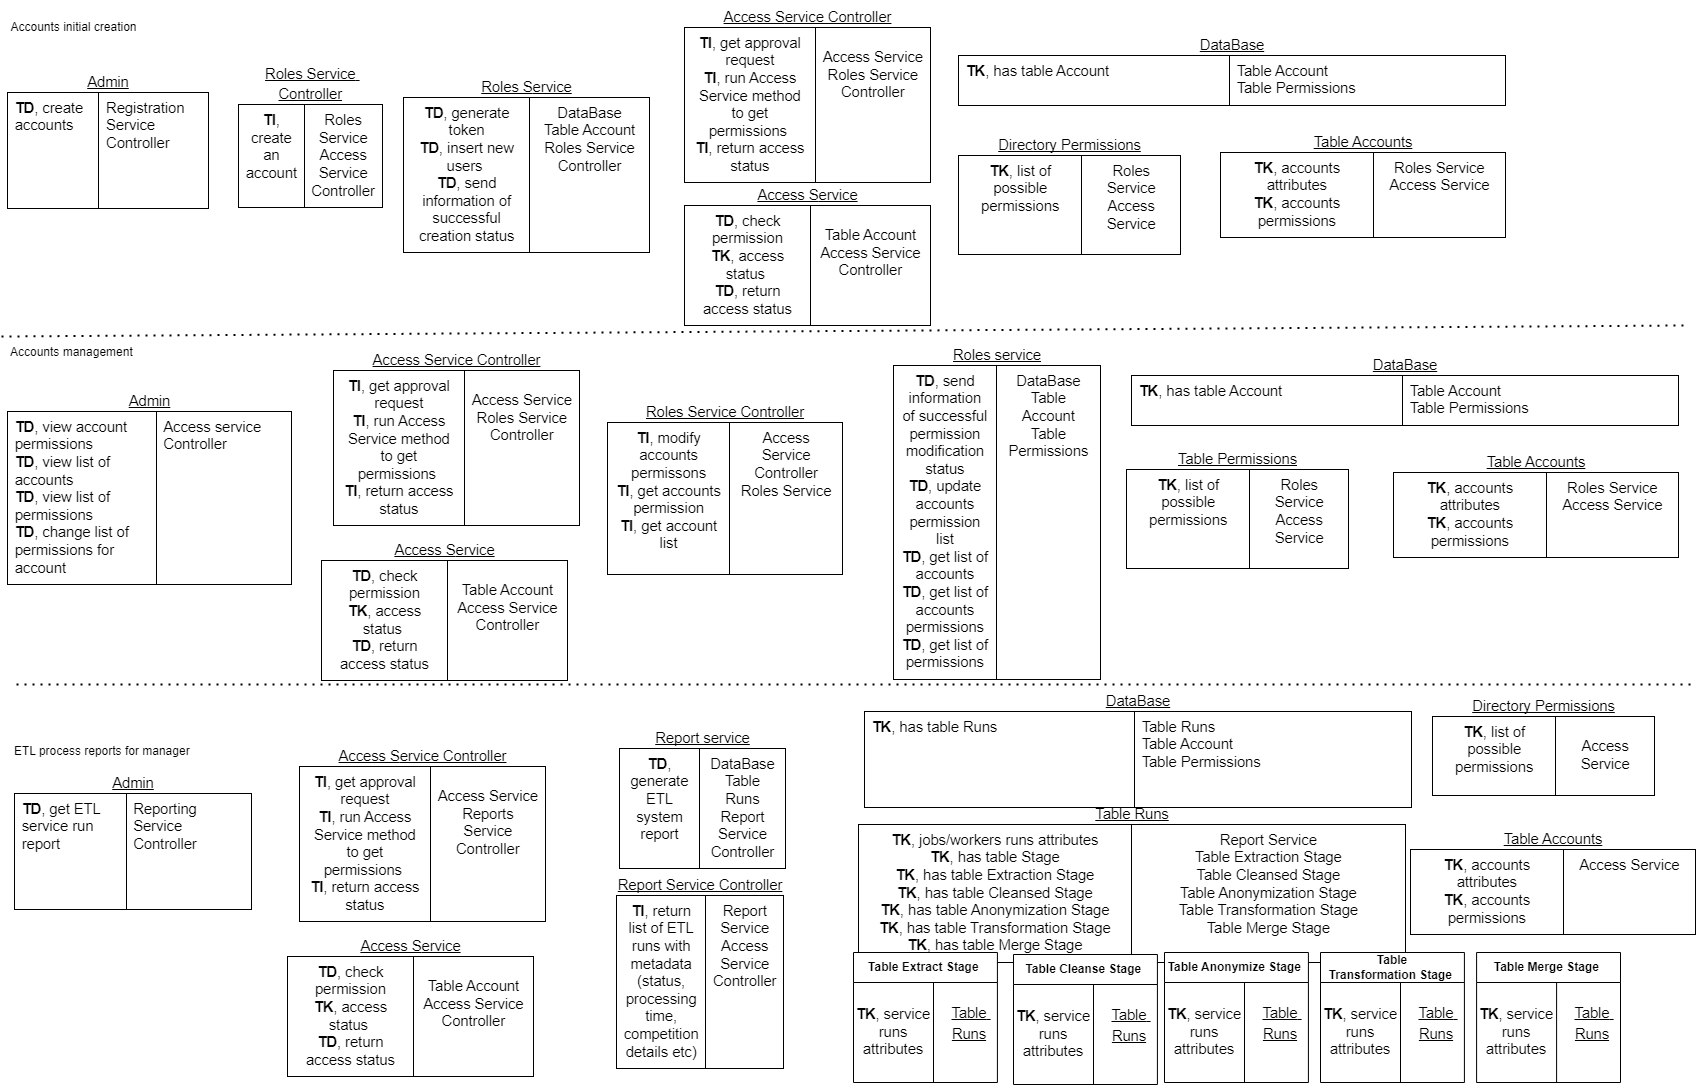 Accounts initial creation
Admin
TD, create
accounts
Registration
Service
Controller
Roles Service
Controller
TI,
create
an
account
Roles
Service
Access
Service
Controller
Roles Service
TD, generate
token
TD, insert new
users
TD, send
information of
successful
creation status
DataBase
Table Account
Roles Service
Controller
Access Service Controller
TI, get approval
request
TI, run Access
Service method
to get
permissions
TI, return access
status
Access Service
Roles Service
Controller
Access Service
TD, check
permission
TK, access
status
TD, return
access status
Table Account
Access Service
Controller
DataBase
TK, has table Account
Table Account
Table Permissions
Directory Permissions
TK, list of
possible
permissions
Roles
Service
Access
Service
Table Accounts
TK, accounts
attributes
TK, accounts
permissions
Roles Service
Access Service
Accounts management
Admin
TD, view account
permissions
TD, view list of
accounts
TD, view list of
permissions
TD, change list of
permissions for
account
Access service
Controller
Access Service Controller
TI, get approval
request
TI, run Access
Service method
to get
permissions
TI, return access
status
Access Service
Roles Service
Controller
Access Service
TD, check
permission
TK, access
status
TD, return
access status
Table Account
Access Service
Controller
Roles Service Controller
TI, modify
accounts
permissons
TI, get accounts
permission
TI, get account
list
Access
Service
Controller
Roles Service
Roles service
TD, send
information
of successful
permission
modification
status
TD, update
accounts
permission
list
TD, get list of
accounts
TD, get list of
accounts
permissions
TD, get list of
permissions
DataBase
Table
Account
Table
Permissions
DataBase
TK, has table Account
Table Account
Table Permissions
Table Permissions
TK, list of
possible
permissions
Roles
Service
Access
Service
Table Accounts
TK, accounts
attributes
TK, accounts
permissions
Roles Service
Access Service
ETL process reports for manager
Admin
TD, get ETL
service run
report
Reporting
Service
Controller
Access Service Controller
TI, get approval
request
TI, run Access
Service method
to get
permissions
TI, return access
status
Access Service
Reports
Service
Controller
Access Service
TD, check
permission
TK, access
status
TD, return
access status
Table Account
Access Service
Controller
Report service
TD,
generate
ETL
system
report
DataBase
Table
Runs
Report
Service
Controller
Report Service Controller
TI, return
list of ETL
runs with
metadata
(status,
processing
time,
competition
details etc)
Report
Service
Access
Service
Controller
DataBase
TK, has table Runs
Table Runs
Table Account
Table Permissions
Directory Permissions
TK, list of
possible
permissions
Access
Service
Table Runs
TK, jobs/workers runs attributes
TK, has table Stage
TK, has table Extraction Stage
TK, has table Cleansed Stage
TK, has table Anonymization Stage
TK, has table Transformation Stage
TK, has table Merge Stage
Report Service
Table Extraction Stage
Table Cleansed Stage
Table Anonymization Stage
Table Transformation Stage
Table Merge Stage
Table Accounts
TK, accounts
attributes
TK, accounts
permissions
Access Service
Table Extract Stage
TK, service
runs
attributes
Table
Runs
Table Cleanse Stage
TK, service
runs
attributes
Table
Runs
Table Anonymize Stage
TK, service
runs
attributes
Table
Runs
Table
Transformation Stage
TK, service
runs
attributes
Table
Runs
Table Merge Stage
TK, service
runs
attributes
Table
Runs